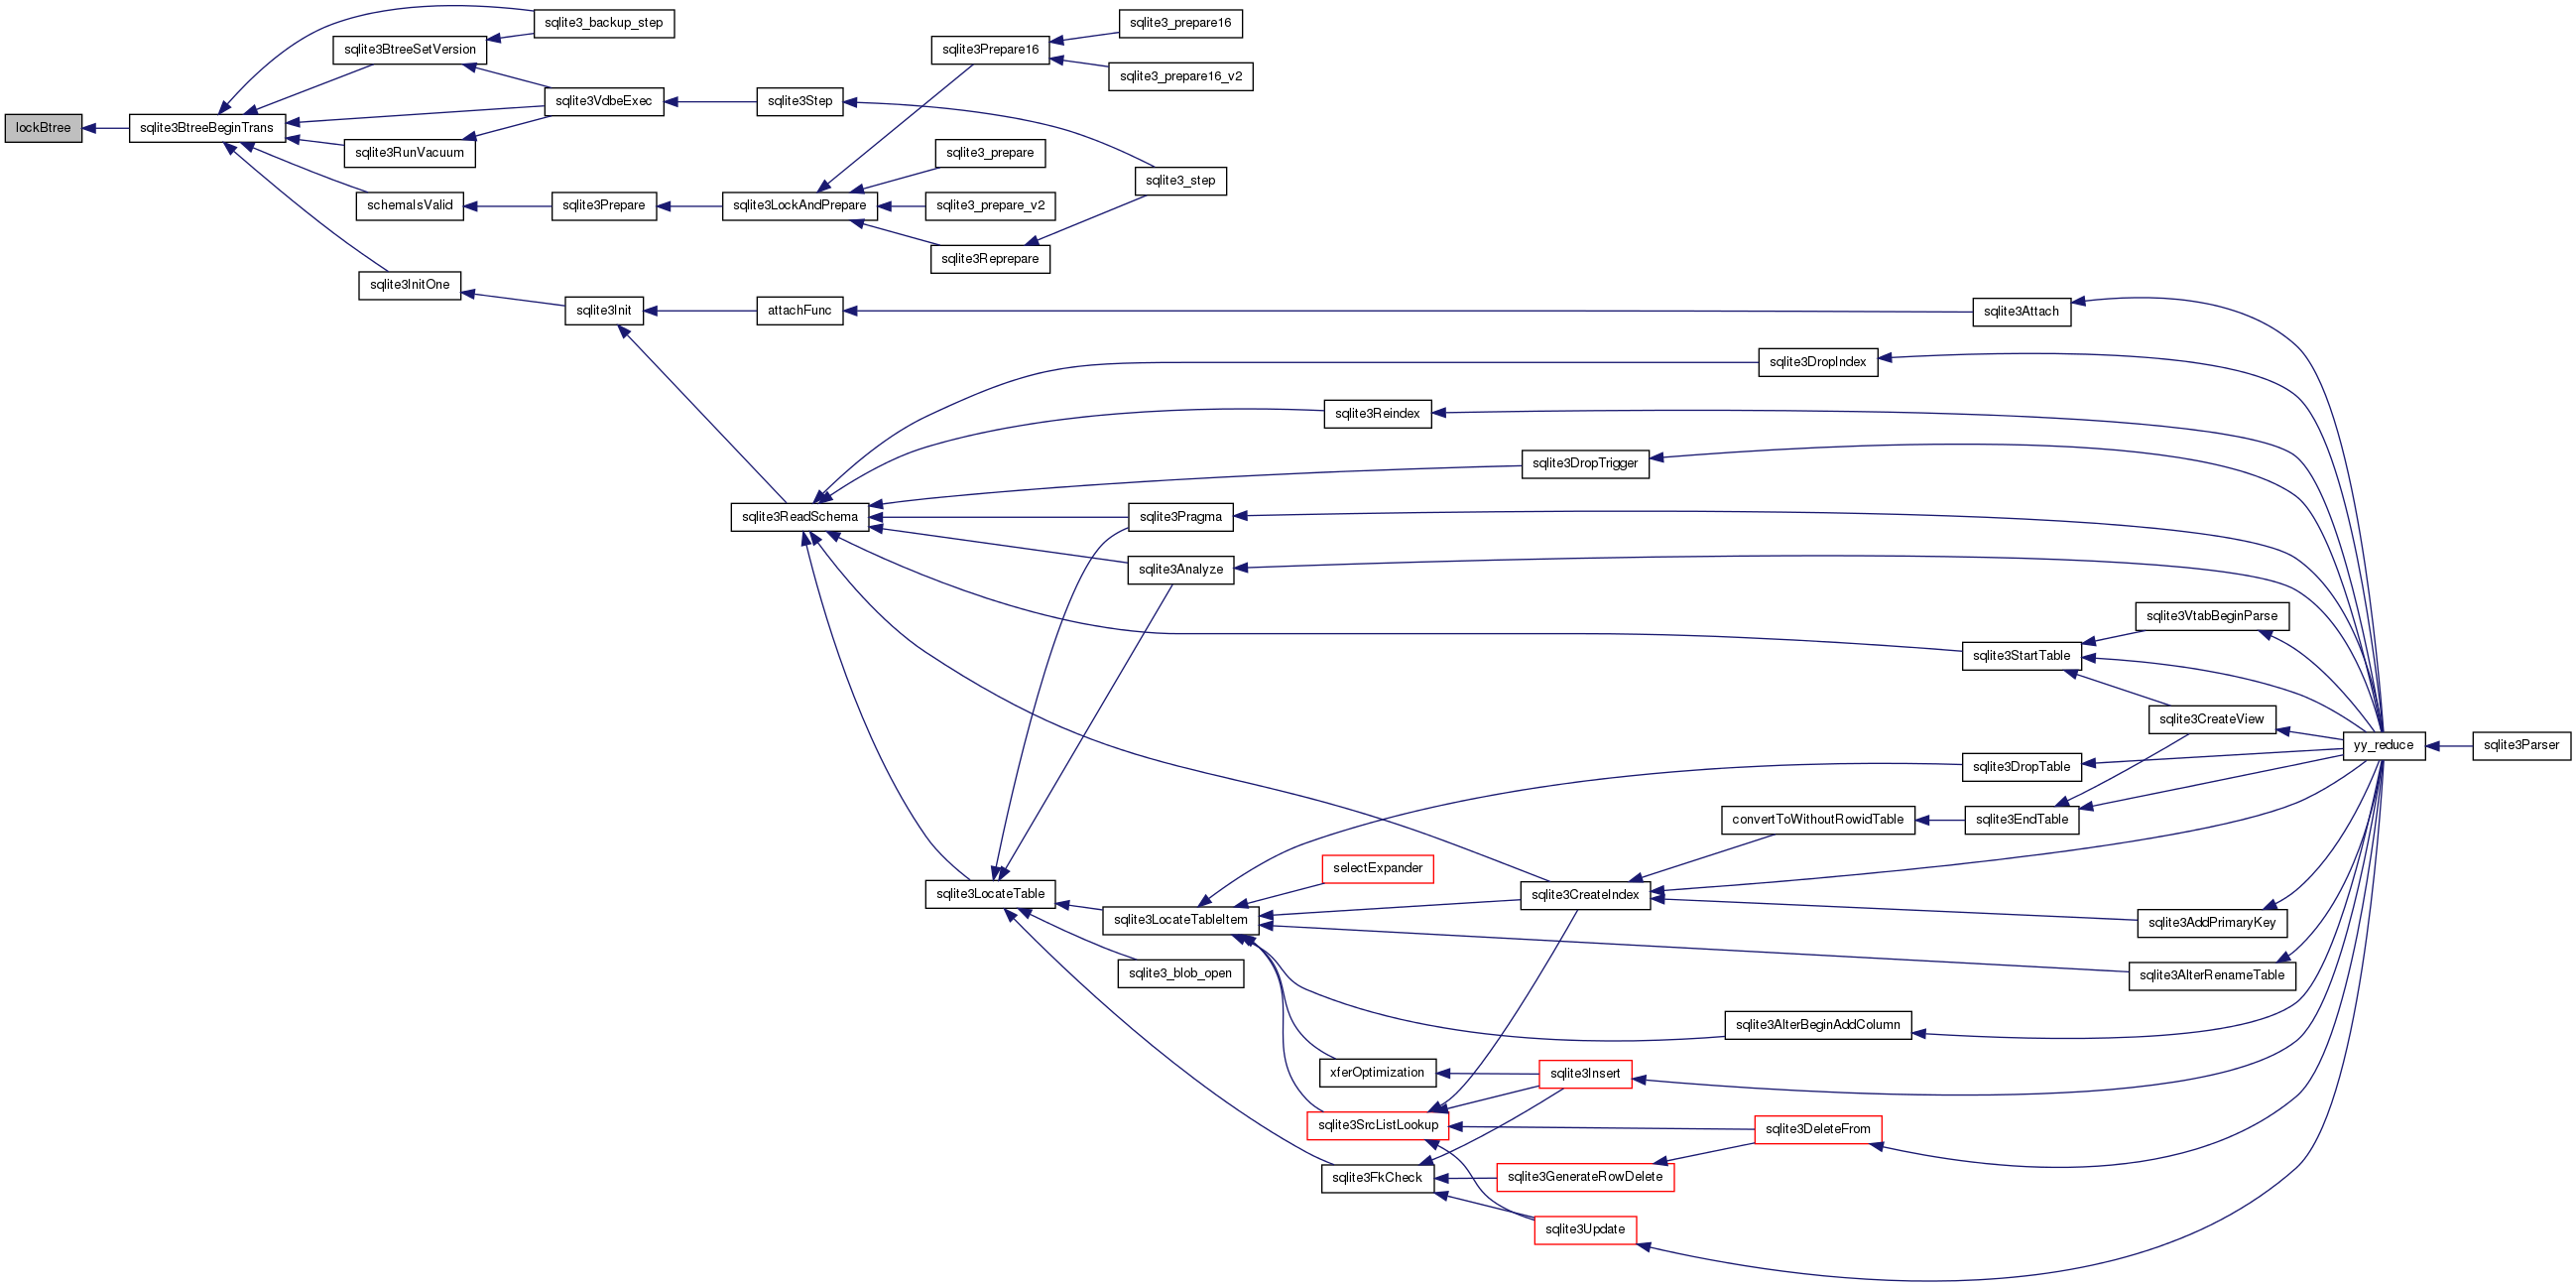 sqlite3_backup_step
sqlite3_prepare16
sqlite3BtreeSetVersion
sqlite3Prepare16
sqlite3_prepare16_v2
sqlite3VdbeExec
sqlite3Step
lockBtree
sqlite3BtreeBeginTrans
sqlite3RunVacuum
sqlite3_prepare
sqlite3_step
schemaIsValid
sqlite3Prepare
sqlite3LockAndPrepare
sqlite3_prepare_v2
sqlite3Reprepare
sqlite3InitOne
sqlite3Init
attachFunc
sqlite3Attach
sqlite3DropIndex
sqlite3Reindex
sqlite3DropTrigger
sqlite3ReadSchema
sqlite3Pragma
sqlite3Analyze
sqlite3VtabBeginParse
sqlite3StartTable
sqlite3CreateView
yy_reduce
sqlite3Parser
sqlite3DropTable
convertToWithoutRowidTable
sqlite3EndTable
selectExpander
sqlite3LocateTable
sqlite3CreateIndex
sqlite3LocateTableItem
sqlite3AddPrimaryKey
sqlite3_blob_open
sqlite3AlterRenameTable
sqlite3AlterBeginAddColumn
xferOptimization
sqlite3Insert
sqlite3SrcListLookup
sqlite3DeleteFrom
sqlite3FkCheck
sqlite3GenerateRowDelete
sqlite3Update